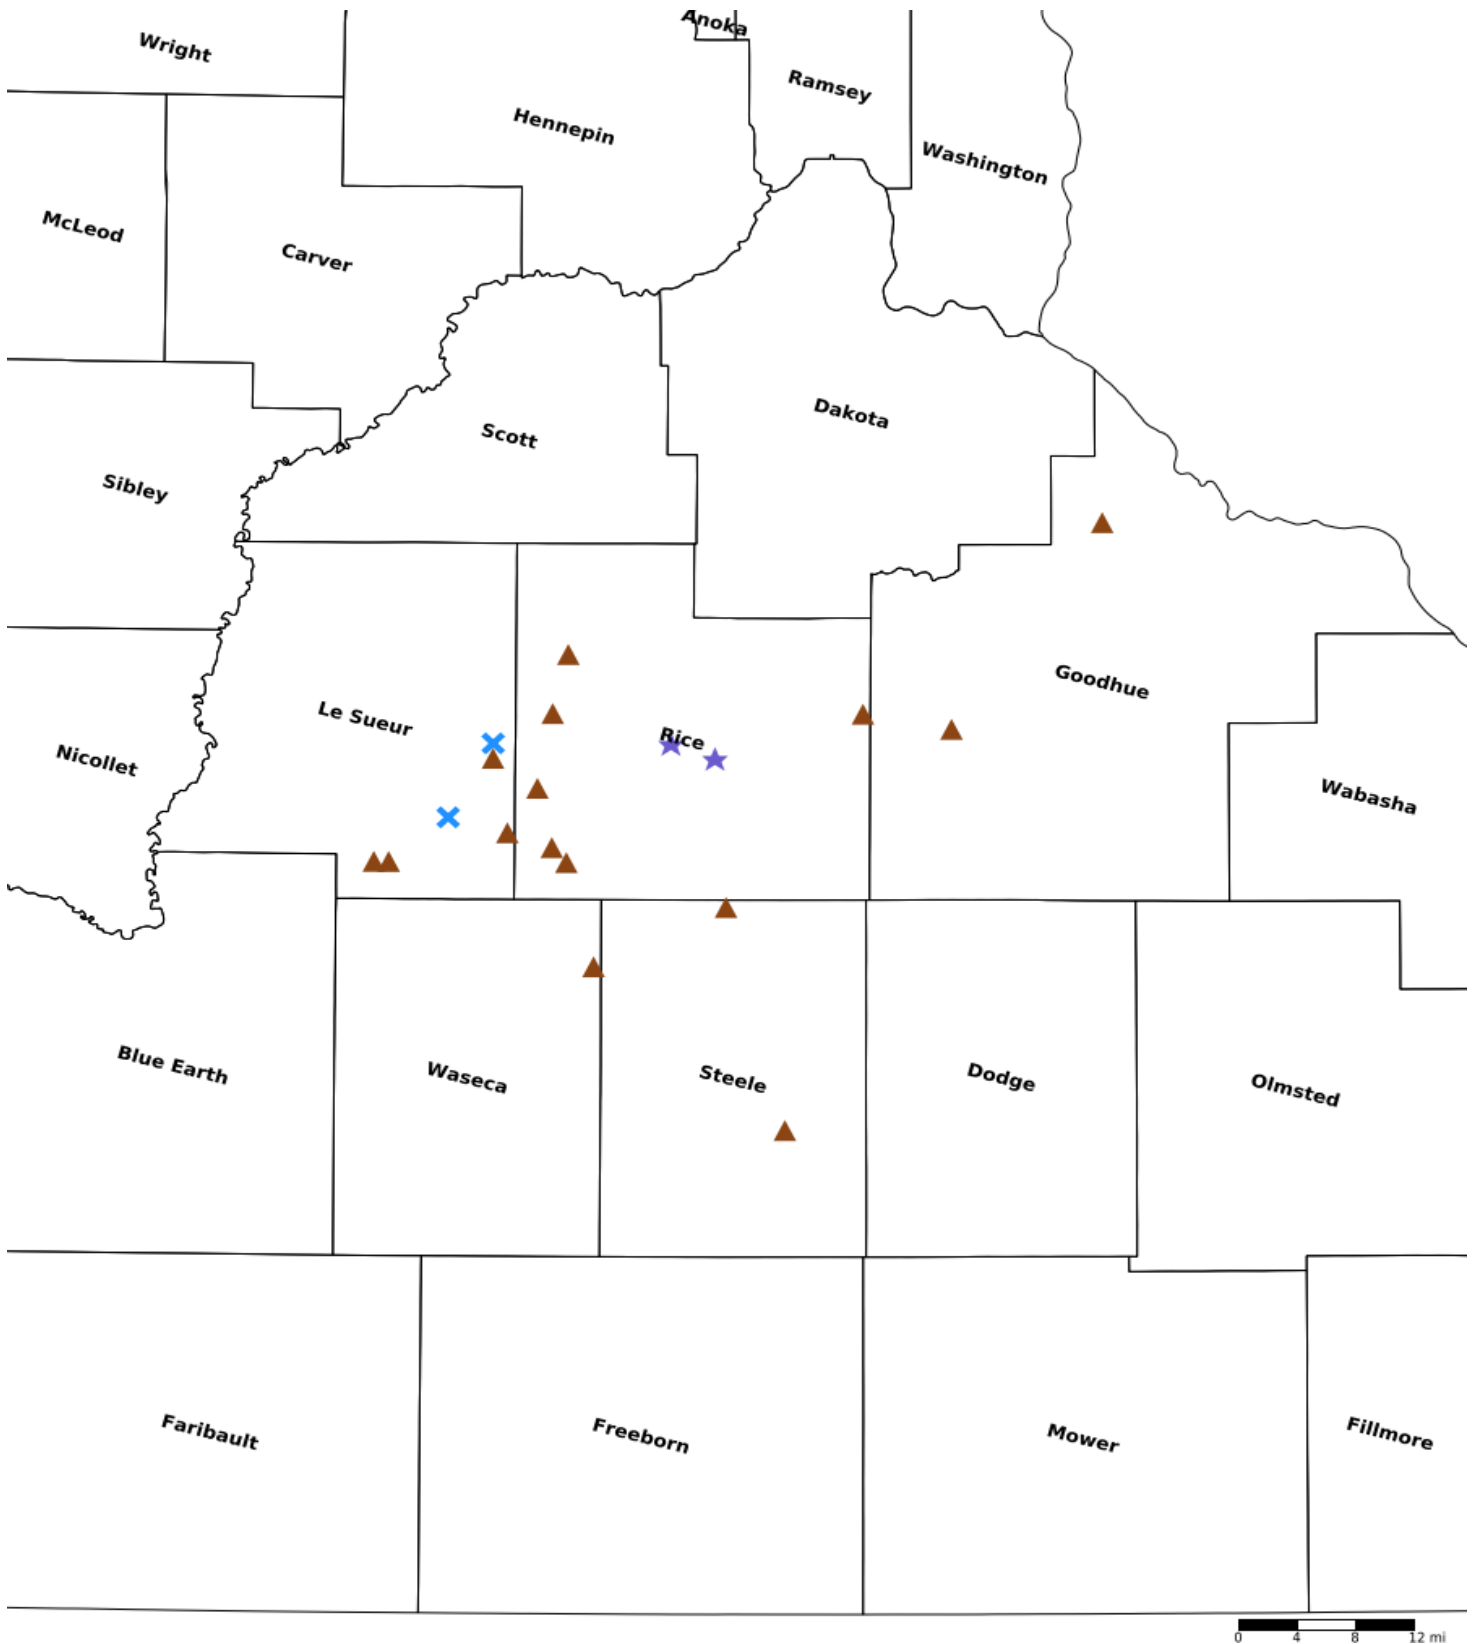 Anoka
Wright
Ramsey
Hennepin
Washington
McLeod
Carver
Dakota
Scott
Sibley
Goodhue
Le Sueur
Rice
Nicollet
Wabasha
Blue Earth
Waseca
Steele
Dodge
Olmsted
Faribault
Freeborn
Mower
Fillmore
0 4 8 12 mi